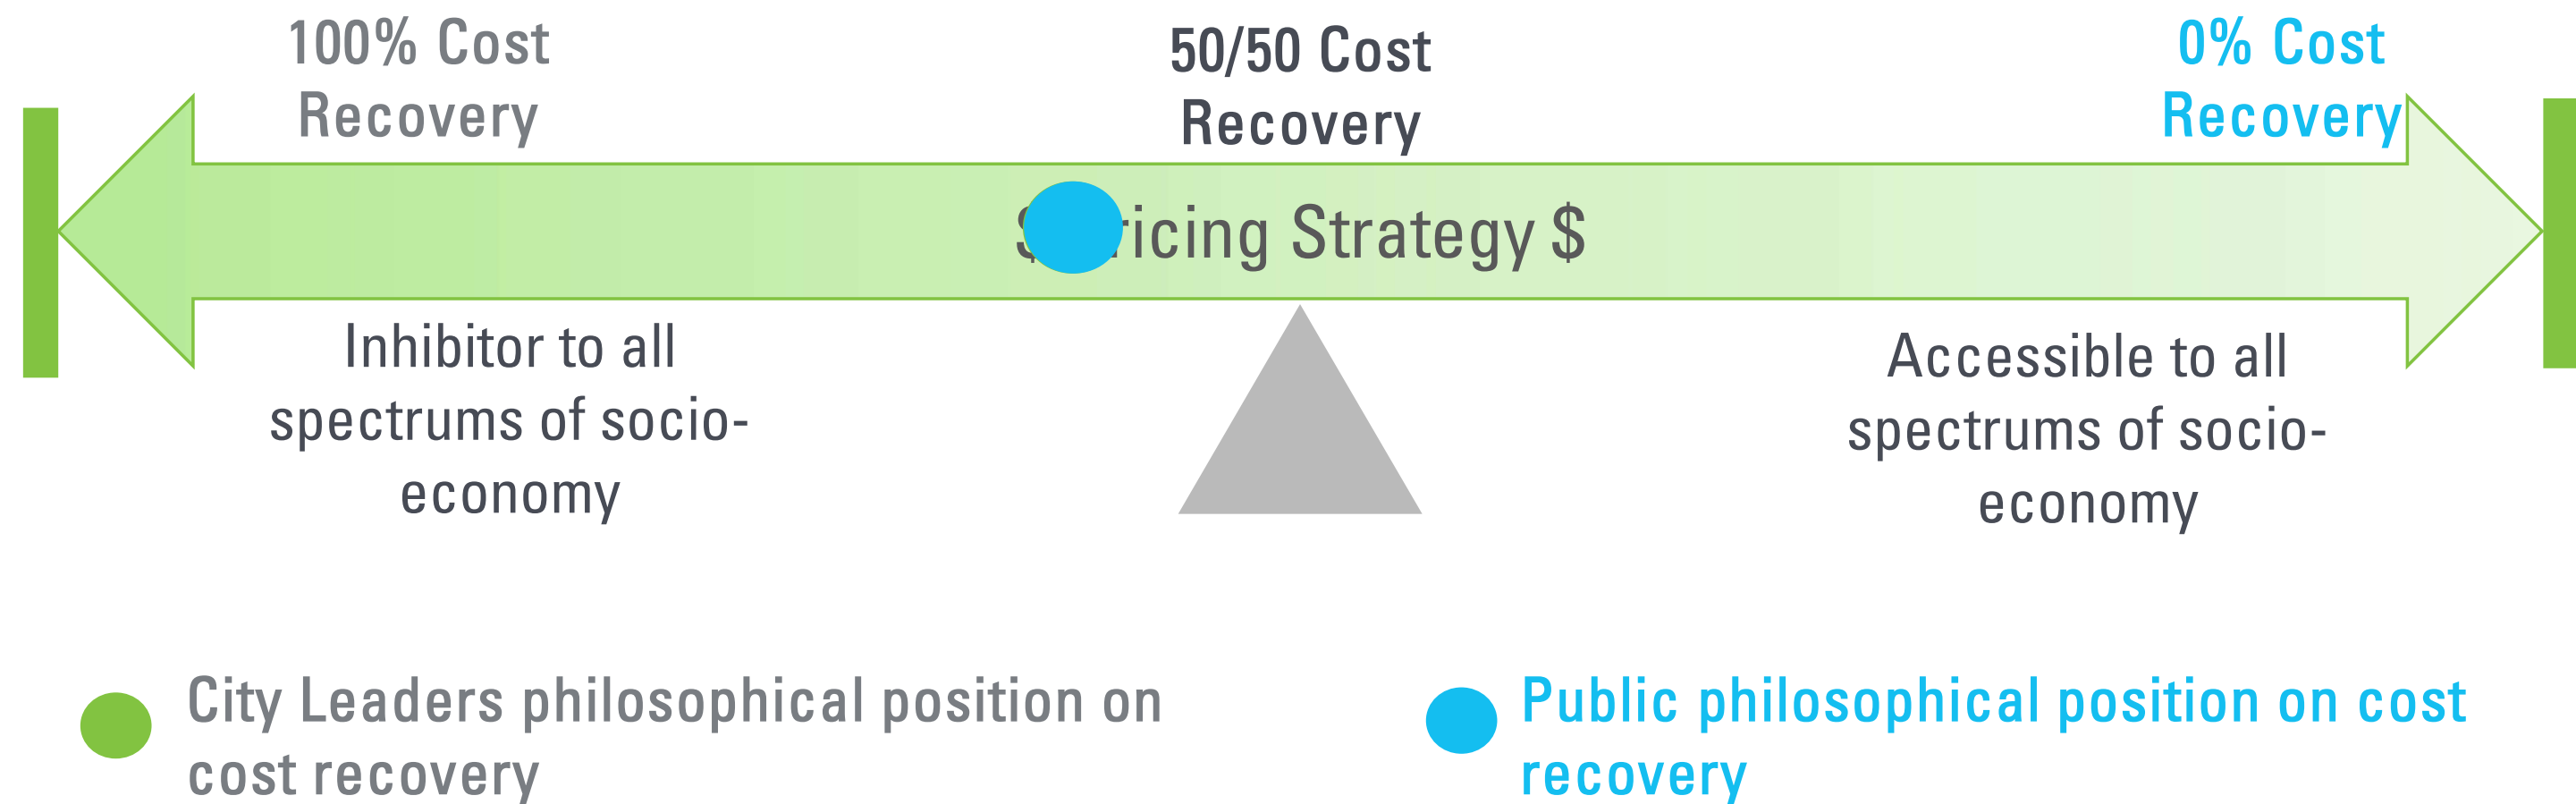 100% Cost
Recovery
50/50 Cost
Recovery
0% Cost
Recovery
$ ricing Strategy $
Inhibitor to all
spectrums of socio-
economy
Accessible to all
spectrums of socio-
economy
City Leaders philosophical position on
cost recovery
Public philosophical position on cost
recovery